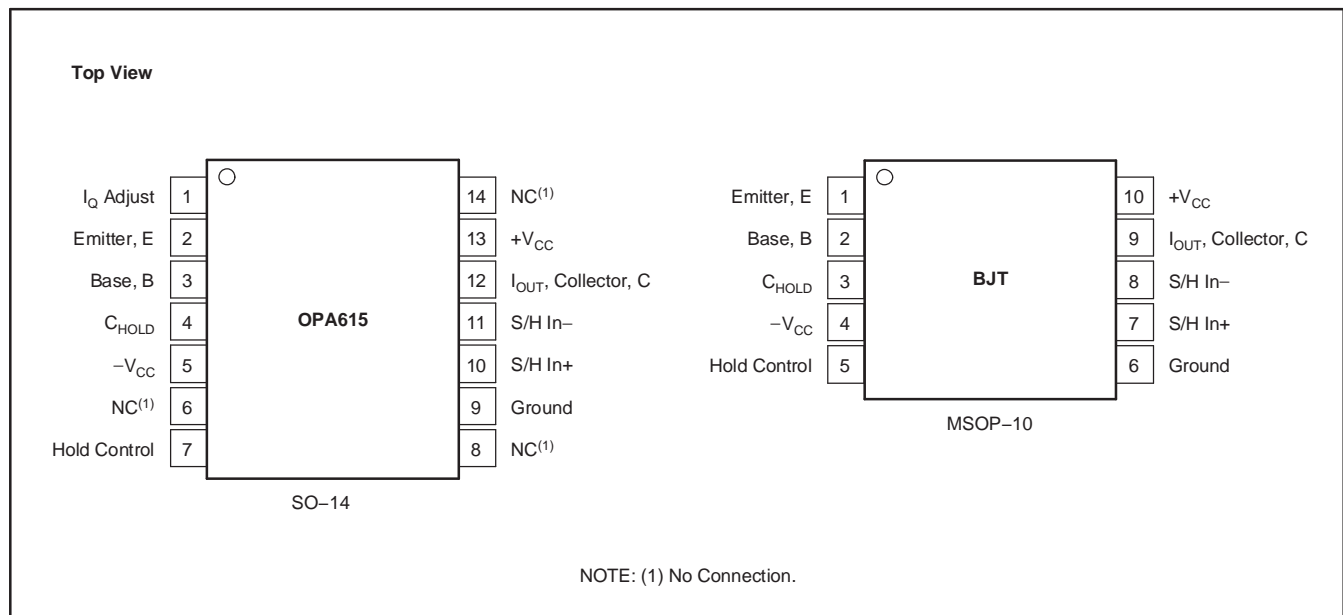 Top View
I_Q Adjust 1
Emitter, E 2
Base, B 3
C_HOLD 4
−V_CC 5
NC(1) 6
Hold Control 7
OPA615
14 NC(1)
13 +V_CC
12 I_OUT, Collector, C
11 S/H In−
10 S/H In+
9 Ground
8 NC(1)
SO−14
Emitter, E 1
Base, B 2
C_HOLD 3
−V_CC 4
Hold Control 5
BJT
10 +V_CC
9 I_OUT, Collector, C
8 S/H In−
7 S/H In+
6 Ground
MSOP−10
NOTE: (1) No Connection.